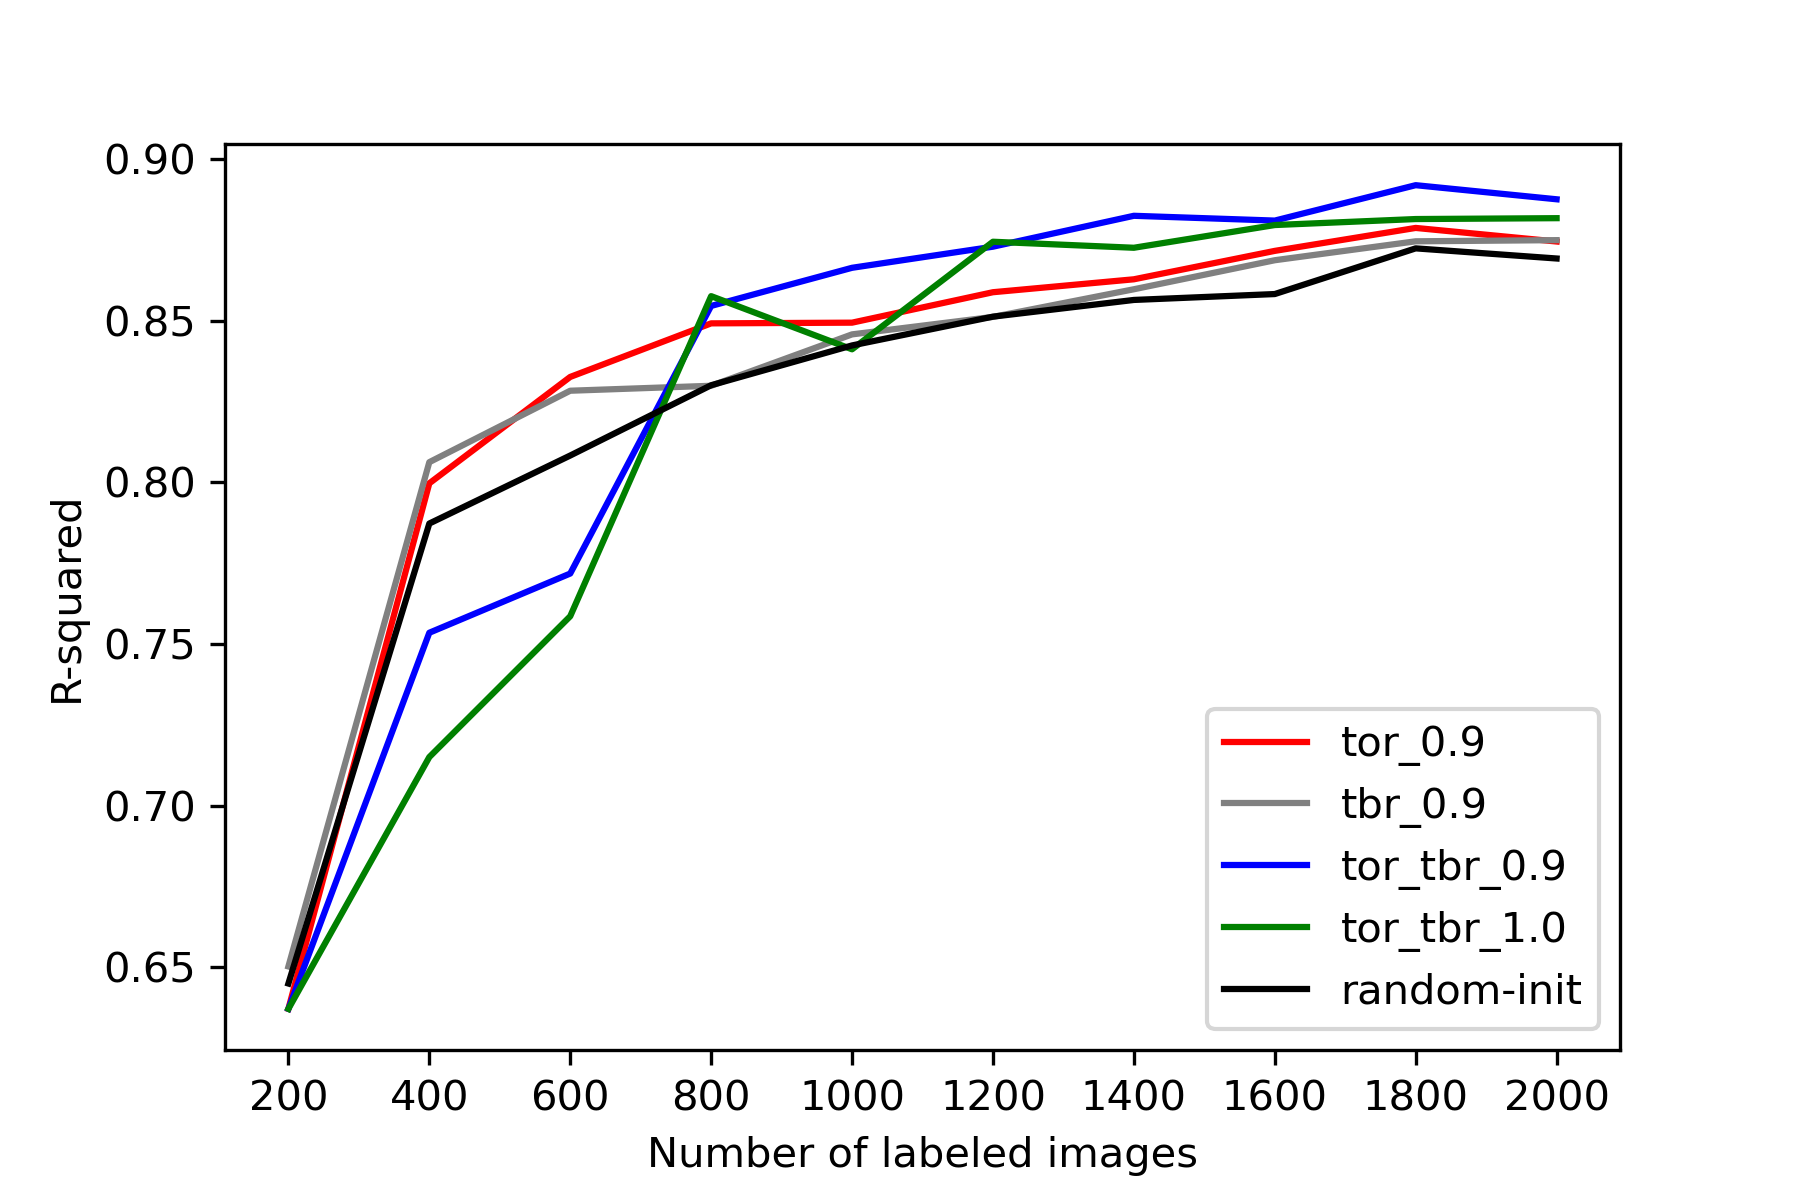 0.90
0.85
0.80
0.75
0.70
0.65
R-squared
200 400 600 800 1000 1200 1400 1600 1800 2000
Number of labeled images
tor_0.9
tbr_0.9
tor_tbr_0.9
tor_tbr_1.0
random-init